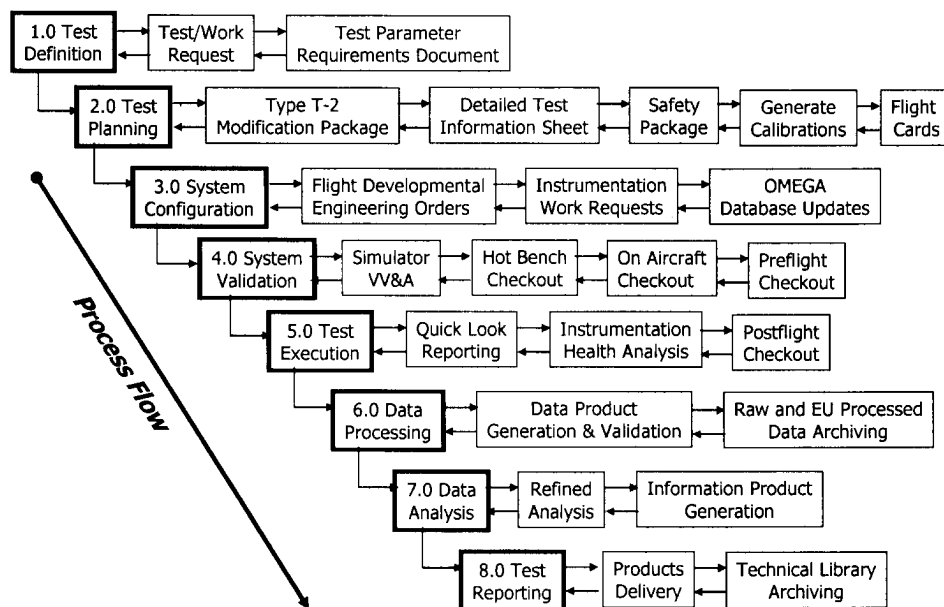 1.0 Test
Definition
Test/Work
Request
Test Parameter
Requirements Document
2.0 Test
Planning
Type T-2
Modification Package
Detailed Test
Information Sheet
Safety
Package
Generate
Calibrations
Flight
Cards
3.0 System
Configuration
Flight Developmental
Engineering Orders
Instrumentation
Work Requests
OMEGA
Database Updates
4.0 System
Validation
Simulator
VV&A
Hot Bench
Checkout
On Aircraft
Checkout
Preflight
Checkout
5.0 Test
Execution
Quick Look
Reporting
Instrumentation
Health Analysis
Postflight
Checkout
Process Flow
6.0 Data
Processing
Data Product
Generation & Validation
Raw and EU Processed
Data Archiving
7.0 Data
Analysis
Refined
Analysis
Information Product
Generation
8.0 Test
Reporting
Products
Delivery
Technical Library
Archiving